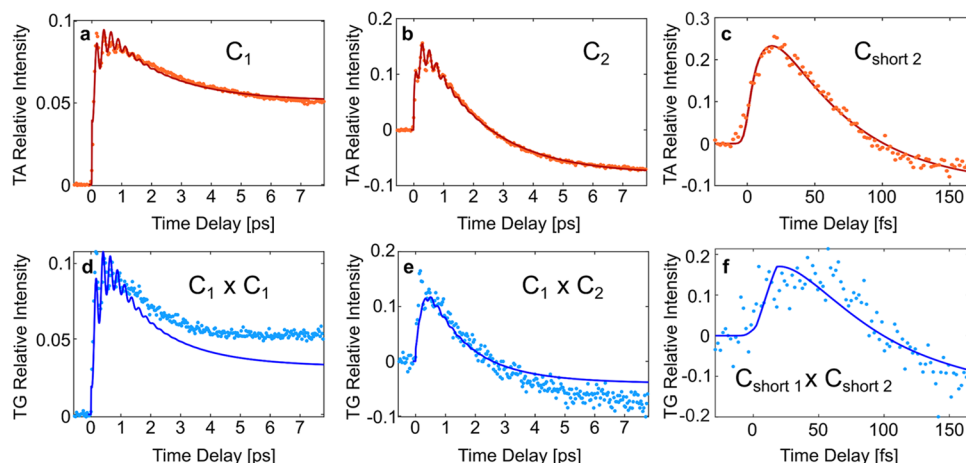 a
C1
TA Relative Intensity
0.1
0.05
0
0 1 2 3 4 5 6 7
Time Delay [ps]
b
C2
TA Relative Intensity
0.2
0.1
0
-0.1
0 1 2 3 4 5 6 7
Time Delay [ps]
c
Cshort 2
TA Relative Intensity
0.3
0.2
0.1
0
-0.1
0 50 100 150
Time Delay [fs]
d
C1 x C1
TG Relative Intensity
0.1
0.05
0
0 1 2 3 4 5 6 7
Time Delay [ps]
e
C1 x C2
TG Relative Intensity
0.2
0.1
0
-0.1
0 1 2 3 4 5 6 7
Time Delay [ps]
f
Cshort 1 x Cshort 2
TG Relative Intensity
0.2
0.1
0
-0.1
-0.2
0 50 100 150
Time Delay [fs]